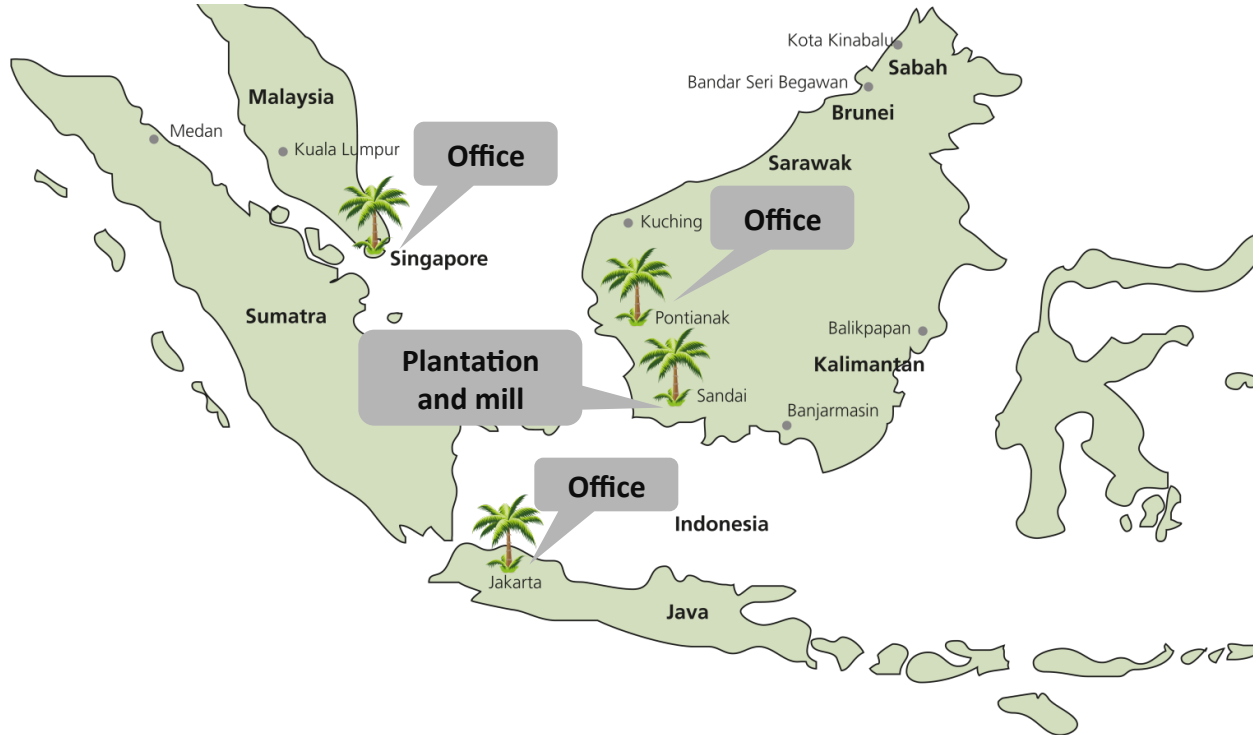 Kota Kinabalu
Sabah
Bandar Seri Begawan
Brunei
Malaysia
Medan
Kuala Lumpur
Office
Sarawak
Kuching
Office
Singapore
Sumatra
Pontianak
Balikpapan
Plantation
and mill
Kalimantan
Sandai
Banjarmasin
Office
Indonesia
Jakarta
Java